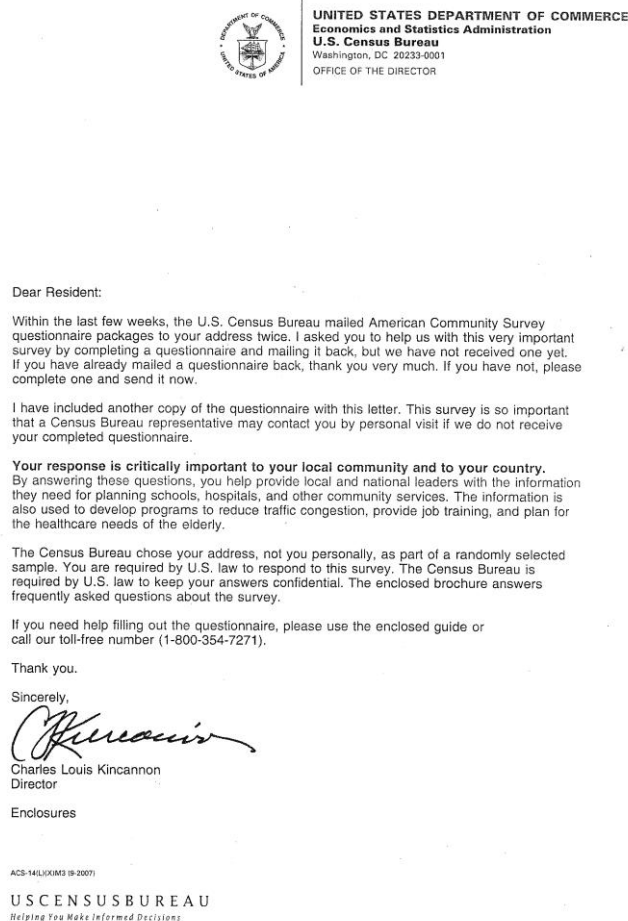 DEPARTMENT OF COMMERCE
UNITED STATES OF AMERICA
UNITED STATES DEPARTMENT OF COMMERCE
Economics and Statistics Administration
U.S. Census Bureau
Washington, DC 20233-0001
OFFICE OF THE DIRECTOR
Dear Resident:
Within the last few weeks, the U.S. Census Bureau mailed American Community Survey
questionnaire packages to your address twice. I asked you to help us with this very important
survey by completing a questionnaire and mailing it back, but we have not received one yet.
If you have already mailed a questionnaire back, thank you very much. If you have not, please
complete one and send it now.
I have included another copy of the questionnaire with this letter. This survey is so important
that a Census Bureau representative may contact you by personal visit if we do not receive
your completed questionnaire.
Your response is critically important to your local community and to your country.
By answering these questions, you help provide local and national leaders with the information
they need for planning schools, hospitals, and other community services. The information is
also used to develop programs to reduce traffic congestion, provide job training, and plan for
the healthcare needs of the elderly.
The Census Bureau chose your address, not you personally, as part of a randomly selected
sample. You are required by U.S. law to respond to this survey. The Census Bureau is
required by U.S. law to keep your answers confidential. The enclosed brochure answers
frequently asked questions about the survey.
If you need help filling out the questionnaire, please use the enclosed guide or
call our toll-free number (1-800-354-7271).
Thank you.
Sincerely,
Charles Louis Kincannon
Director
Enclosures
ACS-14(L)(X)M3 (9-2007)
USCENSUSBUREAU
Helping You Make Informed Decisions